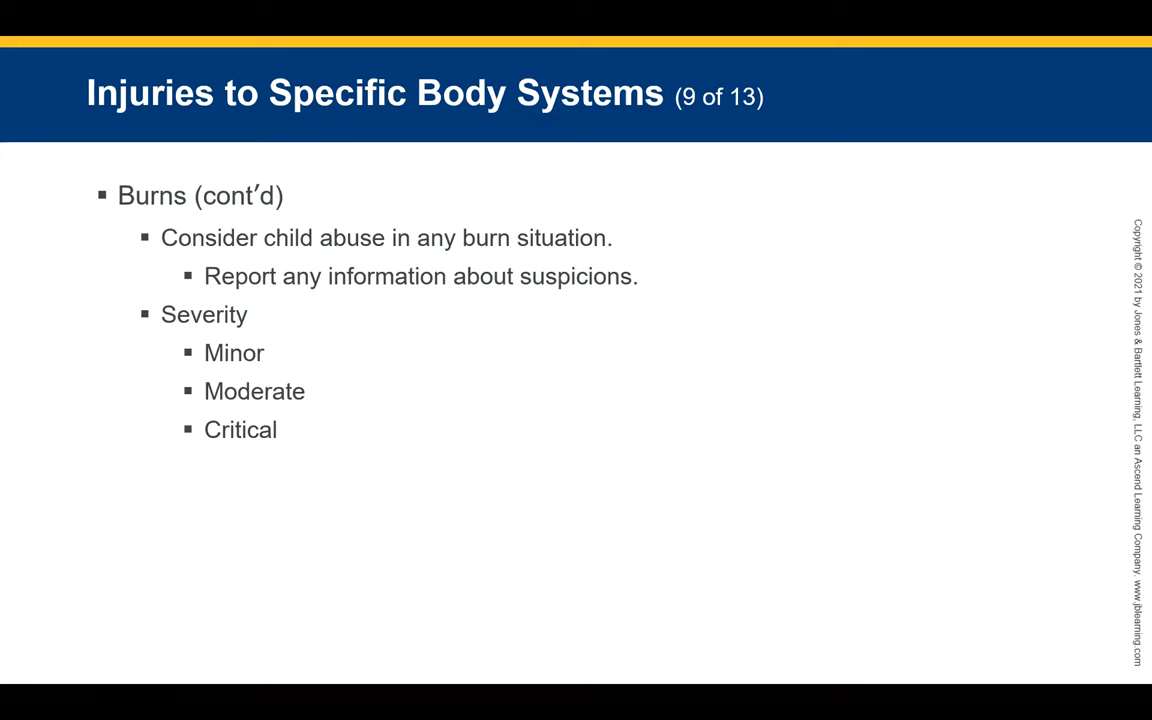 Injuries to Specific Body Systems (9 of 13)
▪ Burns (cont’d)
▪ Consider child abuse in any burn situation.
▪ Report any information about suspicions.
▪ Severity
▪ Minor
▪ Moderate
▪ Critical
Copyright © 2021 by Jones & Bartlett Learning, LLC an Ascend Learning Company. www.jblearning.com